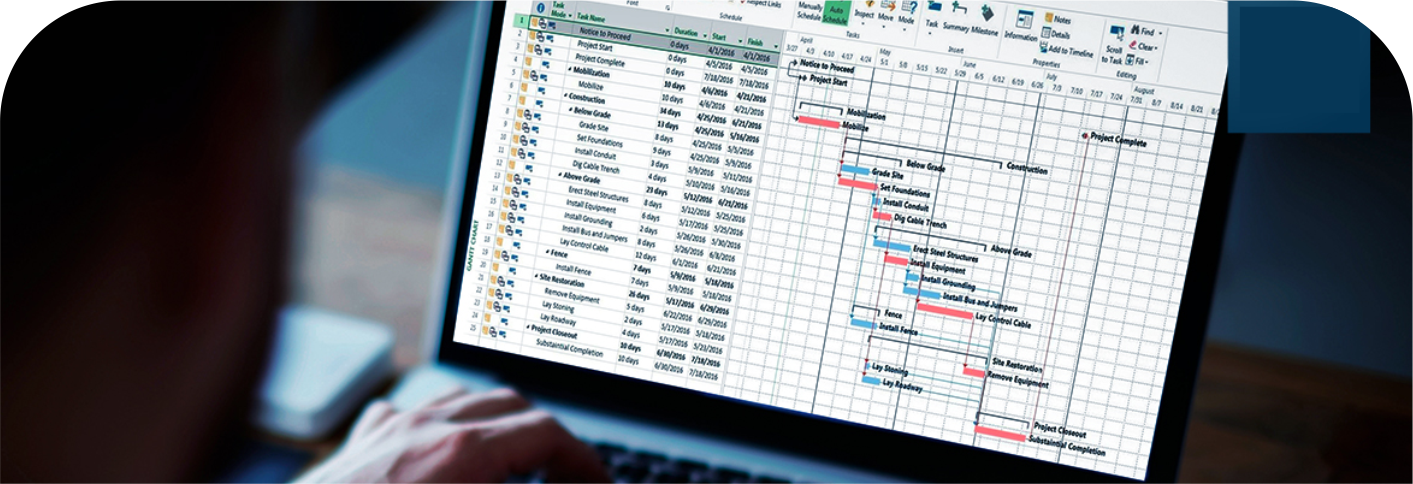 Font
Schedule
Respect Links
Manually Schedule
Auto Schedule
Inspect Move Mode
Tasks
Task Summary Milestone
Insert
Information
Notes
Details
Add to Timeline
Properties
Scroll to Task
Find
Clear
Fill
Editing
Task Mode Task Name Duration Start Finish
April May June July August
3/27 4/3 4/10 4/17 4/24 5/1 5/8 5/15 5/22 5/29 6/5 6/12 6/19 6/26 7/3 7/10 7/17 7/24 7/31 8/7 8/14 8/21
1 Notice to Proceed 0 days 4/1/2016 4/1/2016
2 Project Start 0 days 4/5/2016 4/5/2016
3 Project Complete 0 days 7/18/2016 7/18/2016
4 Mobilization 10 days 4/6/2016 4/21/2016
5 Mobilize 10 days 4/6/2016 4/21/2016
6 Construction 34 days 4/25/2016 6/21/2016
7 Below Grade 13 days 4/25/2016 5/16/2016
8 Grade Site 8 days 4/25/2016 5/5/2016
9 Set Foundations 9 days 4/25/2016 5/9/2016
10 Install Conduit 3 days 5/9/2016 5/11/2016
11 Dig Cable Trench 4 days 5/10/2016 5/16/2016
12 Above Grade 23 days 5/12/2016 6/21/2016
13 Erect Steel Structures 8 days 5/12/2016 5/25/2016
14 Install Equipment 6 days 5/17/2016 5/25/2016
15 Install Grounding 2 days 5/26/2016 5/30/2016
16 Install Bus and Jumpers 8 days 5/26/2016 6/8/2016
17 Lay Control Cable 12 days 6/1/2016 6/21/2016
18 Fence 7 days 5/9/2016 5/18/2016
19 Install Fence 7 days 5/9/2016 5/18/2016
20 Site Restoration 26 days 5/17/2016 6/29/2016
21 Remove Equipment 5 days 6/22/2016 6/29/2016
22 Lay Stoning 2 days 5/17/2016 5/18/2016
23 Lay Roadway 4 days 5/17/2016 5/23/2016
24 Project Closeout 10 days 6/30/2016 7/18/2016
25 Substaintial Completion 10 days 6/30/2016 7/18/2016
GANTT CHART
Notice to Proceed
Project Start
Mobilization
Mobilize
Project Complete
Construction
Below Grade
Grade Site
Set Foundations
Install Conduit
Dig Cable Trench
Above Grade
Erect Steel Structures
Install Equipment
Install Grounding
Install Bus and Jumpers
Lay Control Cable
Fence
Install Fence
Site Restoration
Remove Equipment
Lay Stoning
Lay Roadway
Project Closeout
Substaintial Completion